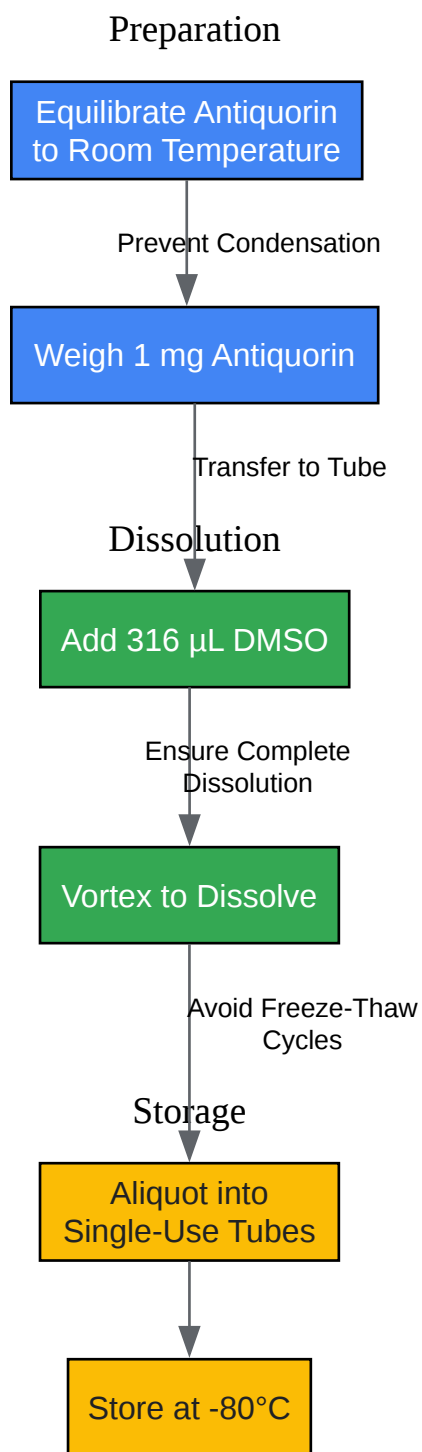 Preparation
Equilibrate Antiquorin
to Room Temperature
Prevent Condensation
Weigh 1 mg Antiquorin
Transfer to Tube
Dissolution
Add 316 µL DMSO
Ensure Complete
Dissolution
Vortex to Dissolve
Avoid Freeze-Thaw
Cycles
Storage
Aliquot into
Single-Use Tubes
Store at -80°C